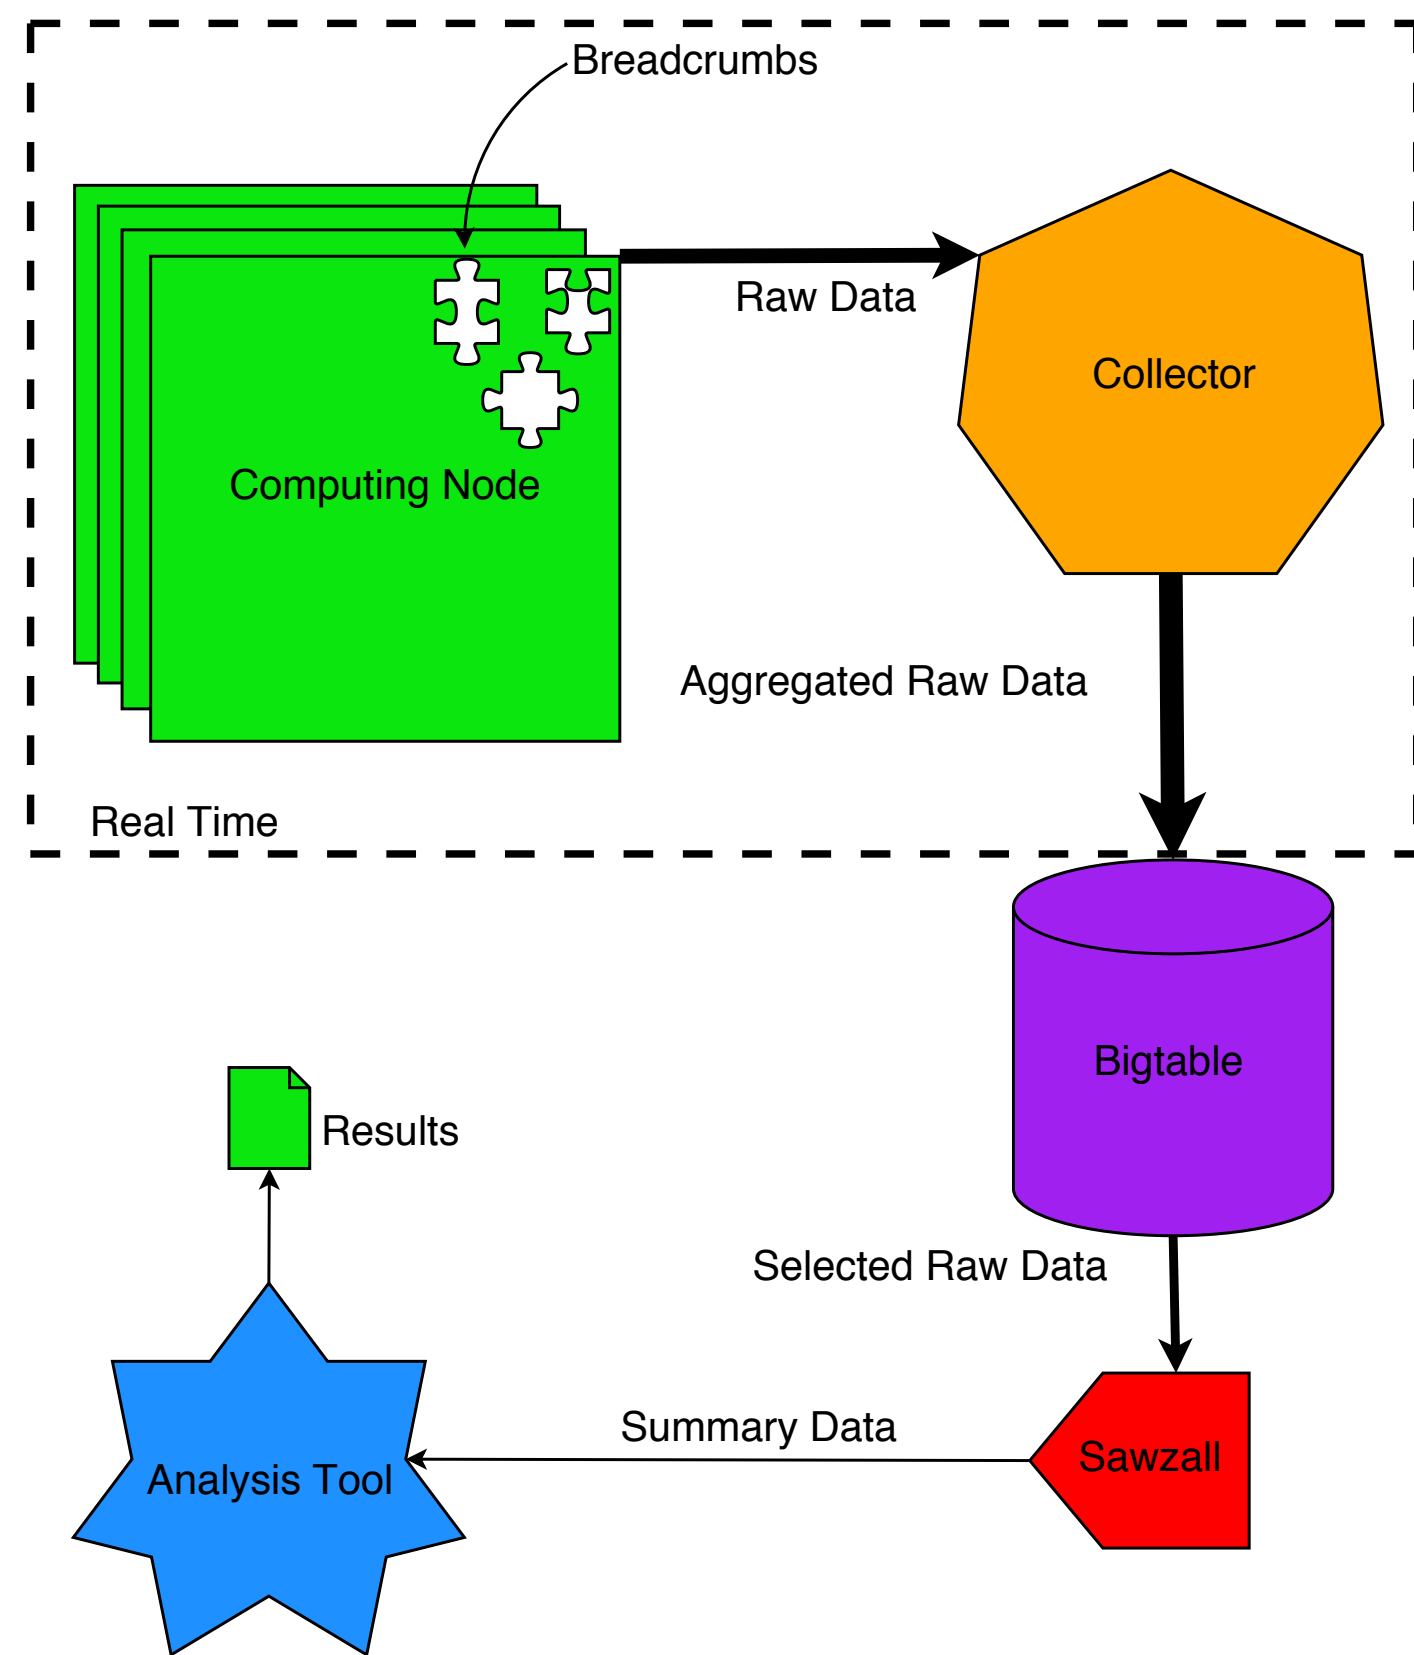 Breadcrumbs
Raw Data
Collector
Computing Node
Aggregated Raw Data
Real Time
Bigtable
Results
Selected Raw Data
Summary Data
Sawzall
Analysis Tool